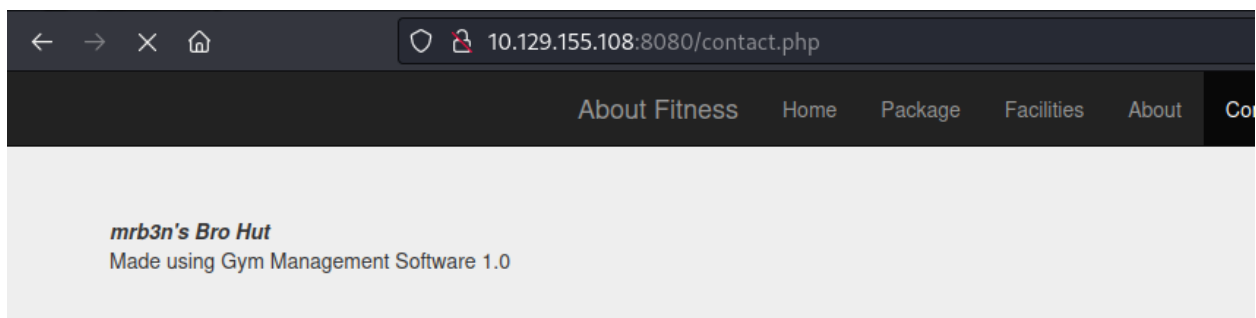 10.129.155.108:8080/contact.php
About Fitness Home Package Facilities About
mrb3n's Bro Hut
Made using Gym Management Software 1.0